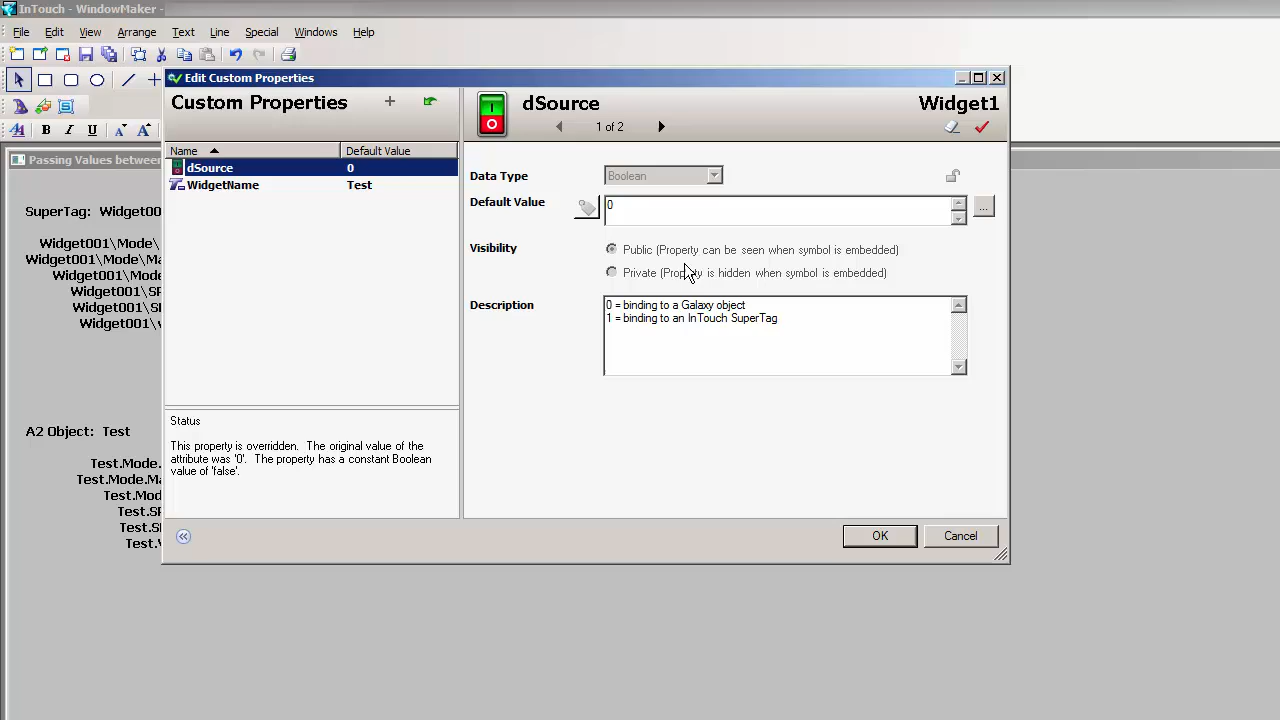 InTouch - WindowMaker -
File Edit View Arrange Text Line Special Windows Help
B I U A A
Edit Custom Properties
Custom Properties
dSource
Widget1
1 of 2
Name Default Value
dSource 0
WidgetName Test
Data Type Boolean
Default Value 0
...
Visibility
Public (Property can be seen when symbol is embedded)
Private (Property is hidden when symbol is embedded)
Description
0 = binding to a Galaxy object
1 = binding to an InTouch SuperTag
Status
This property is overridden. The original value of the
attribute was '0'. The property has a constant Boolean
value of 'false'.
OK Cancel
Passing Values between
SuperTag: Widget00
Widget001\Mode\
Widget001\Mode\Ma
Widget001\Mod
Widget001\SP
Widget001\SP
Widget001\
A2 Object: Test
Test.Mode.
Test.Mode.Ma
Test.Mod
Test.SP
Test.SP
Test.V